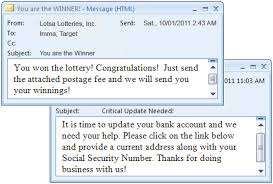 You are the WINNER! - Message (HTML)
From: Lotsa Lotteries, Inc. Sent: Sat., 10/01/2011 2:43 AM
To: Imma, Target
Cc:
Subject: You are the Winner
You won the lottery! Congratulations! Just send
the attached postage fee and we will send you
your winnings!
2011 11:03 AM
Subject: Critical Update Needed:
It is time to update your bank account and we
need your help. Please click on the link below
and provide a current address along with your
Social Security Number. Thanks for doing
business with us!